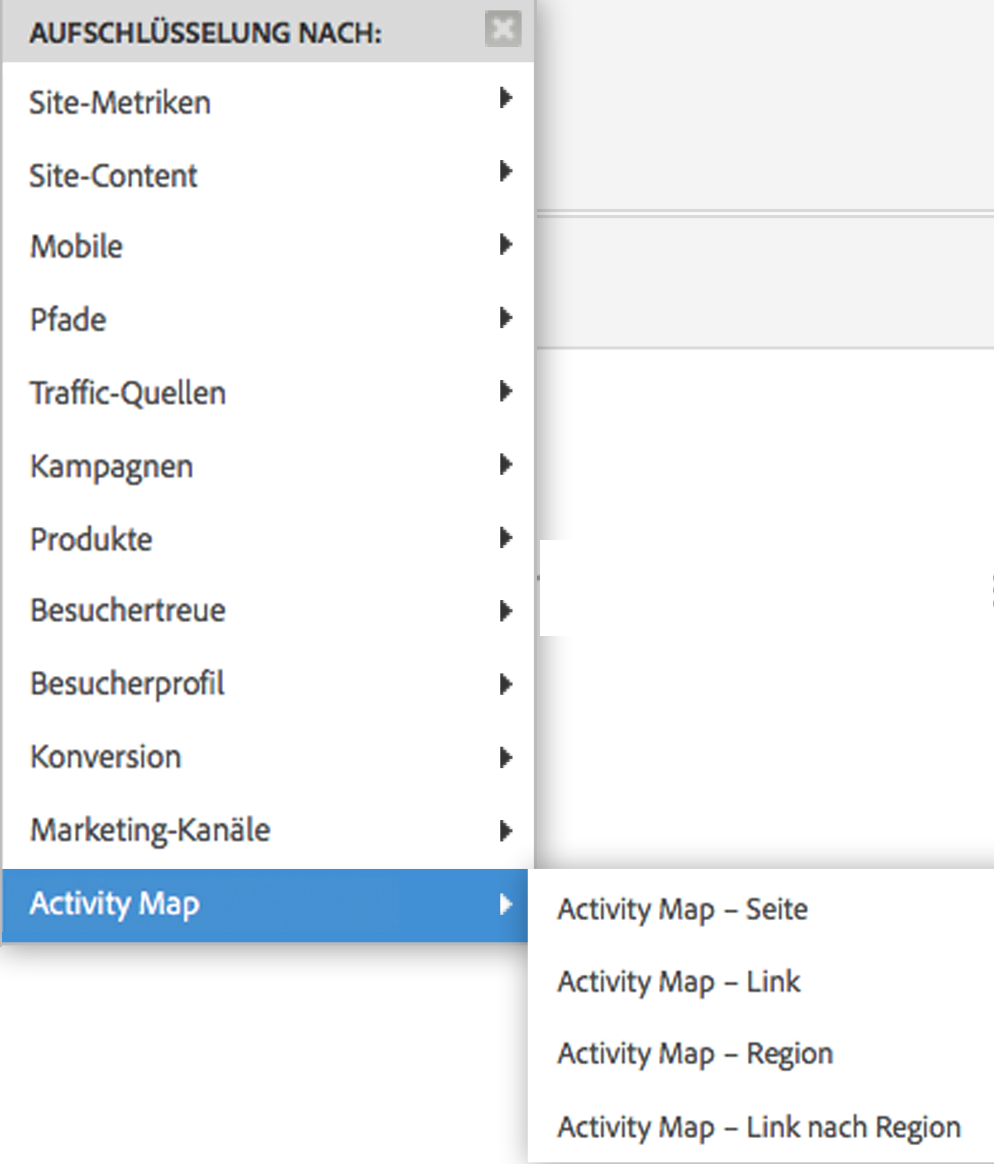 AUFSCHLÜSSELUNG NACH:
Site-Metriken
Site-Content
Mobile
Pfade
Traffic-Quellen
Kampagnen
Produkte
Besuchertreue
Besucherprofil
Konversion
Marketing-Kanäle
Activity Map
Activity Map – Seite
Activity Map – Link
Activity Map – Region
Activity Map – Link nach Region